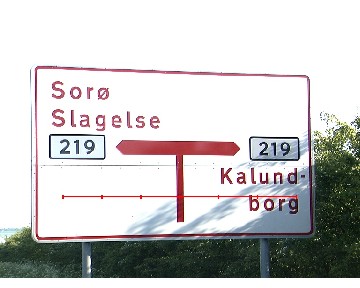 Sorø
Slagelse
219
219
Kalund-
borg